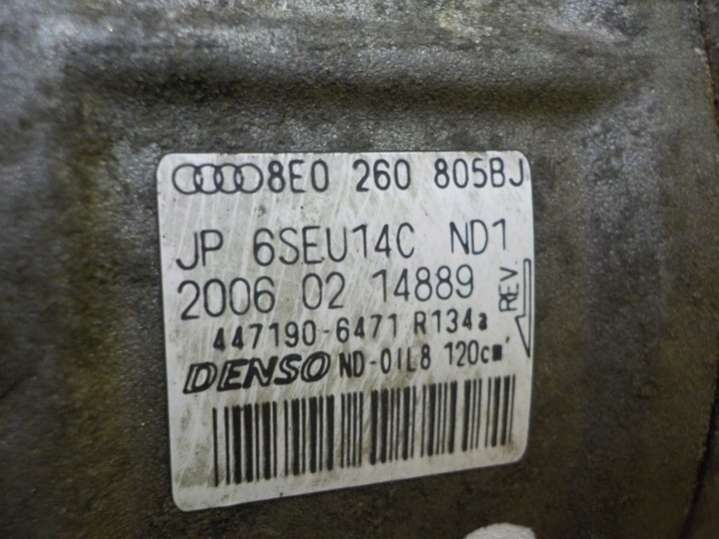 8E0 260 805BJ
JP 6SEU14C ND1
2006 02 14889
REV.
447190-6471 R134a
DENSO ND-OIL8 120cm³